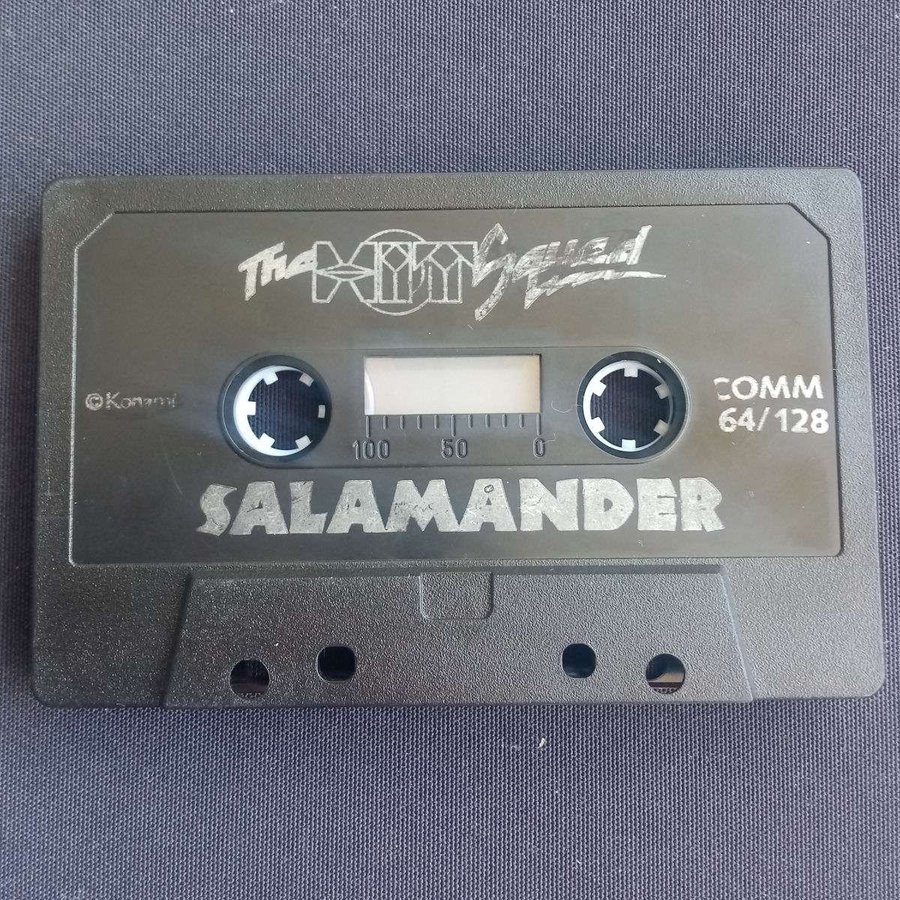 The HIT Squad
©Konami
COMM
64/128
100 50 0
SALAMANDER